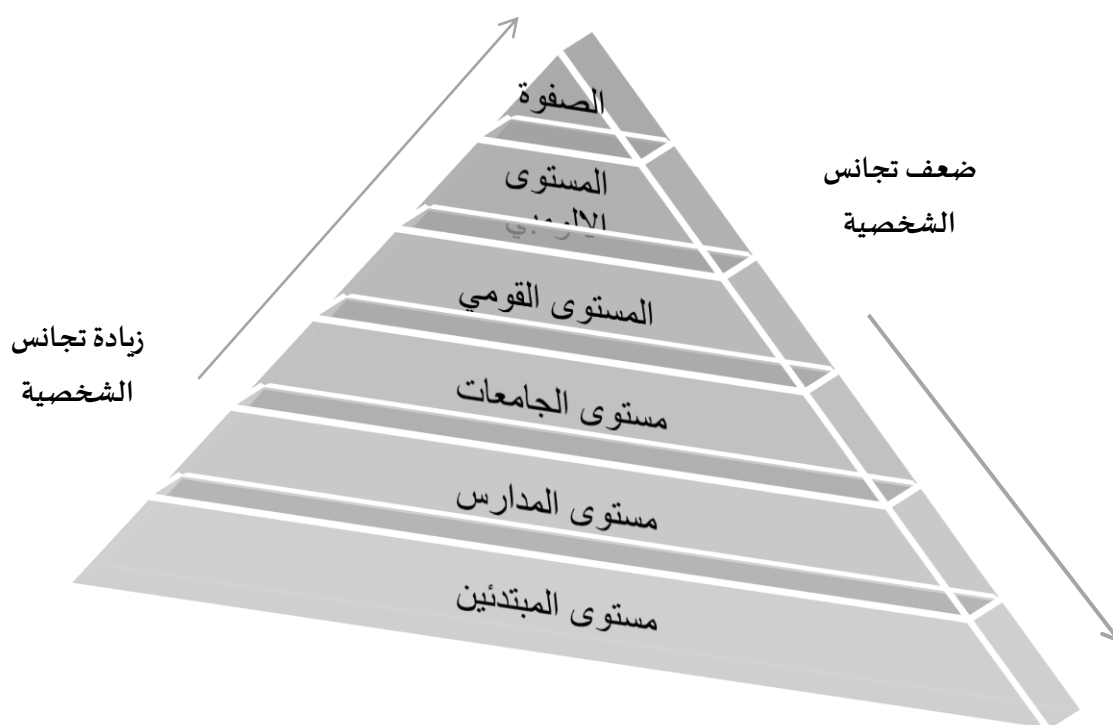 الصفوة
المستوى
المستوى القومي
مستوى الجامعات
مستوى المدارس
مستوى المبتدئين
ضعف تجانس
الشخصية
زيادة تجانس
الشخصية